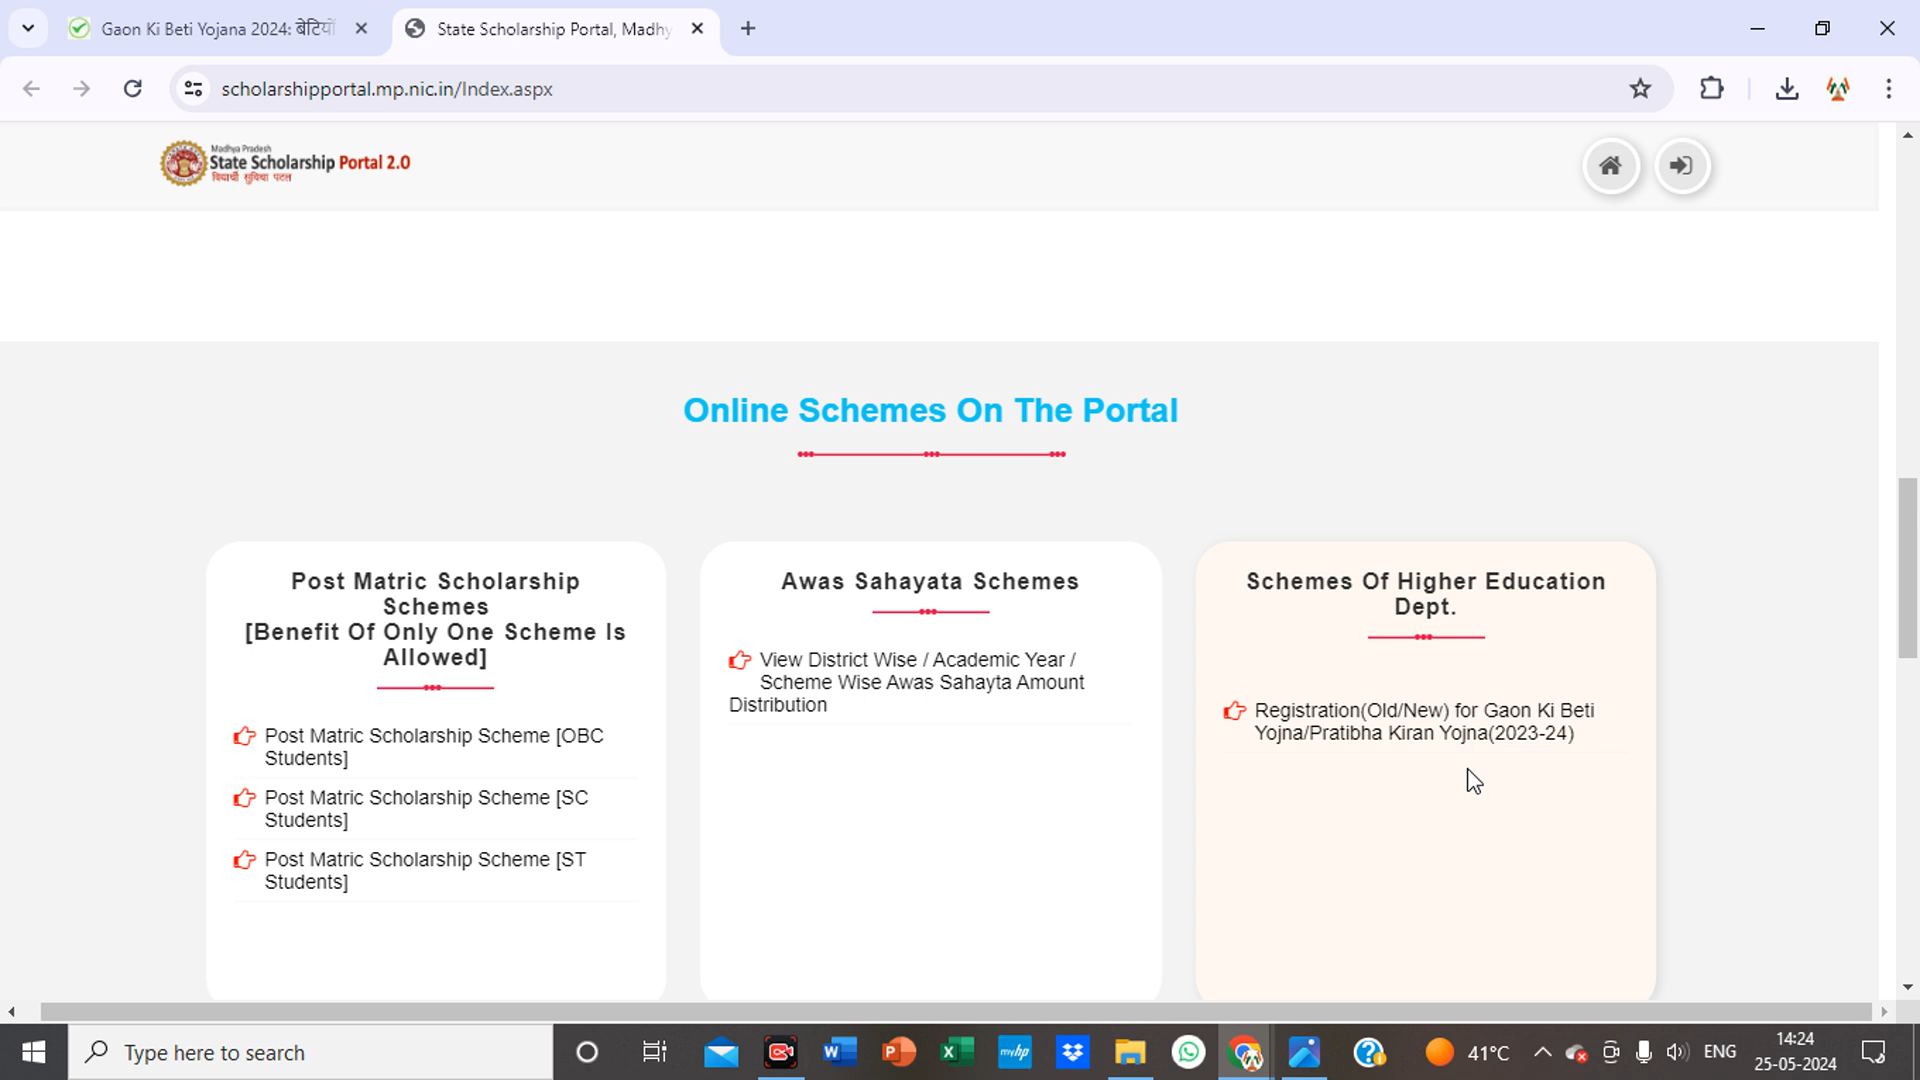 Gaon Ki Beti Yojana 2024: बेटियों
State Scholarship Portal, Madhy
scholarshipportal.mp.nic.in/Index.aspx
Madhya Pradesh
State Scholarship Portal 2.0
विद्यार्थी सुविधा पटल
Online Schemes On The Portal
Post Matric Scholarship
Schemes
[Benefit Of Only One Scheme Is
Allowed]
Post Matric Scholarship Scheme [OBC
Students]
Post Matric Scholarship Scheme [SC
Students]
Post Matric Scholarship Scheme [ST
Students]
Awas Sahayata Schemes
View District Wise / Academic Year /
Scheme Wise Awas Sahayta Amount
Distribution
Schemes Of Higher Education
Dept.
Registration(Old/New) for Gaon Ki Beti
Yojna/Pratibha Kiran Yojna(2023-24)
Type here to search
myhp
41°C
ENG
14:24
25-05-2024